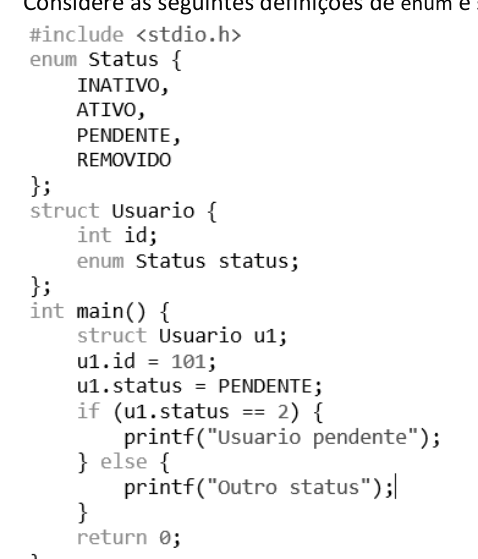 Considere as seguintes definições de enum e
#include <stdio.h>
enum Status {
    INATIVO,
    ATIVO,
    PENDENTE,
    REMOVIDO
};
struct Usuario {
    int id;
    enum Status status;
};
int main() {
    struct Usuario u1;
    u1.id = 101;
    u1.status = PENDENTE;
    if (u1.status == 2) {
        printf("Usuario pendente");
    } else {
        printf("Outro status");
    }
    return 0;